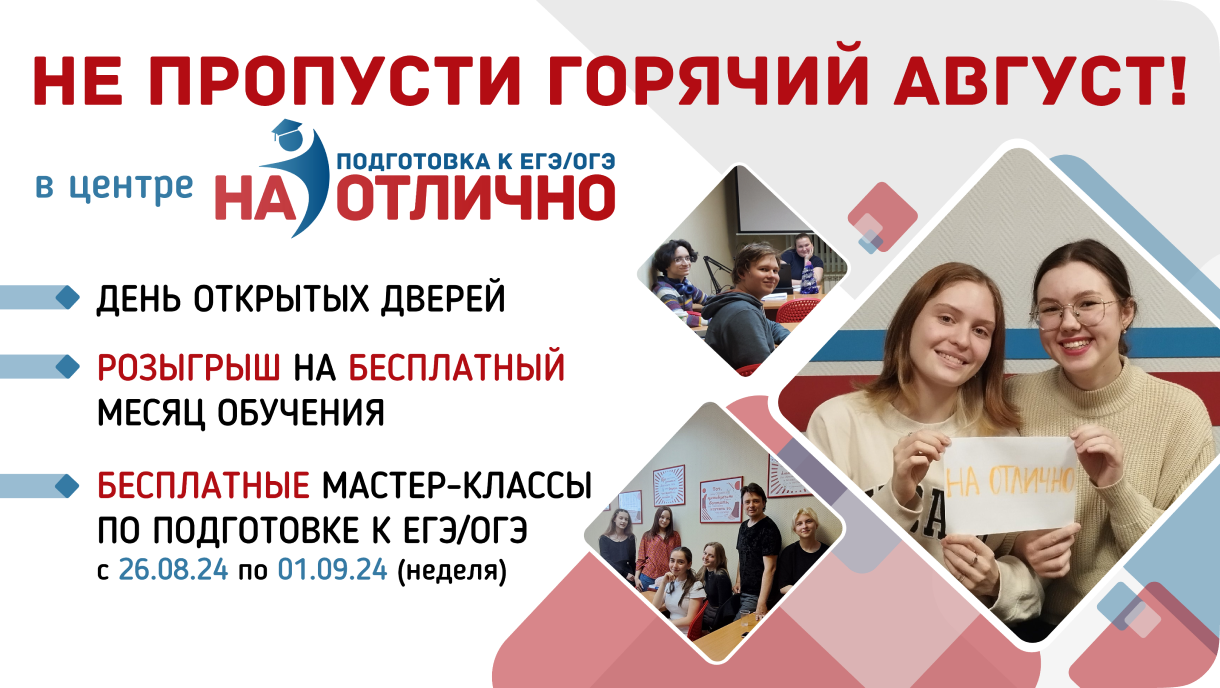 НЕ ПРОПУСТИ ГОРЯЧИЙ АВГУСТ!
в центре
ПОДГОТОВКА К ЕГЭ/ОГЭ
НА ОТЛИЧНО
ДЕНЬ ОТКРЫТЫХ ДВЕРЕЙ
РОЗЫГРЫШ НА БЕСПЛАТНЫЙ
МЕСЯЦ ОБУЧЕНИЯ
БЕСПЛАТНЫЕ МАСТЕР-КЛАССЫ
ПО ПОДГОТОВКЕ К ЕГЭ/ОГЭ
с 26.08.24 по 01.09.24 (неделя)
НА ОТЛИЧНО